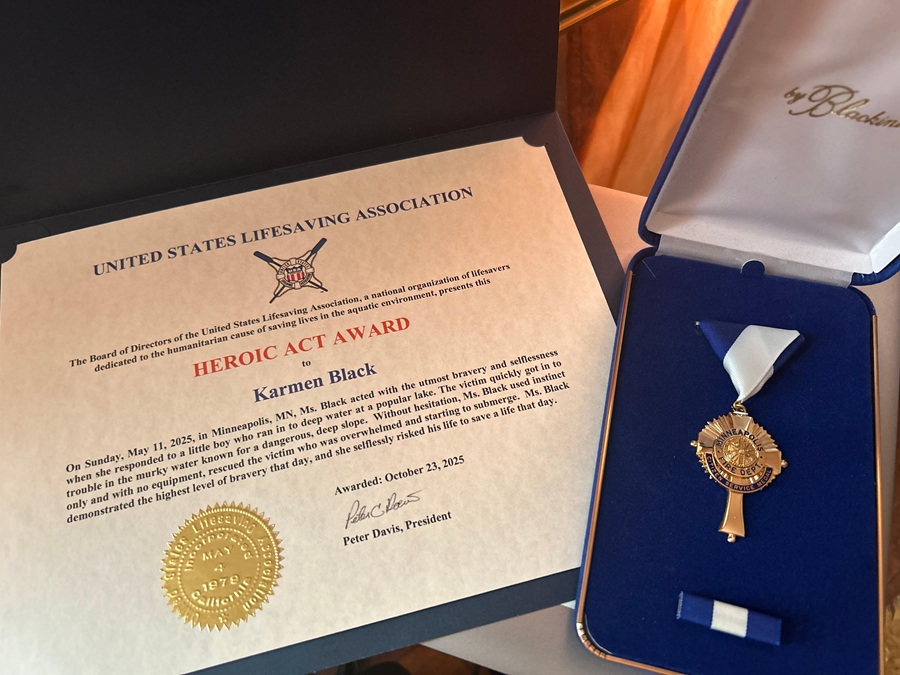 UNITED STATES LIFESAVING ASSOCIATION
The Board of Directors of the United States Lifesaving Association, a national organization of lifesavers
dedicated to the humanitarian cause of saving lives in the aquatic environment, presents this
HEROIC ACT AWARD
to
Karmen Black
On Sunday, May 11, 2025, in Minneapolis, MN, Ms. Black acted with the utmost bravery and selflessness
when she responded to a little boy who ran in to deep water at a popular lake. The victim quickly got in to
trouble in the murky water known for a dangerous, deep slope. Without hesitation, Ms. Black used instinct
only and with no equipment, rescued the victim who was overwhelmed and starting to submerge. Ms. Black
demonstrated the highest level of bravery that day, and she selflessly risked his life to save a life that day.
Awarded: October 23, 2025
Peter Davis, President
States Lifesaving Association
Incorporated
MAY
4
1979
California
by Blackin
MINNEAPOLIS
FIRE DEPT
SERVICE MEDAL